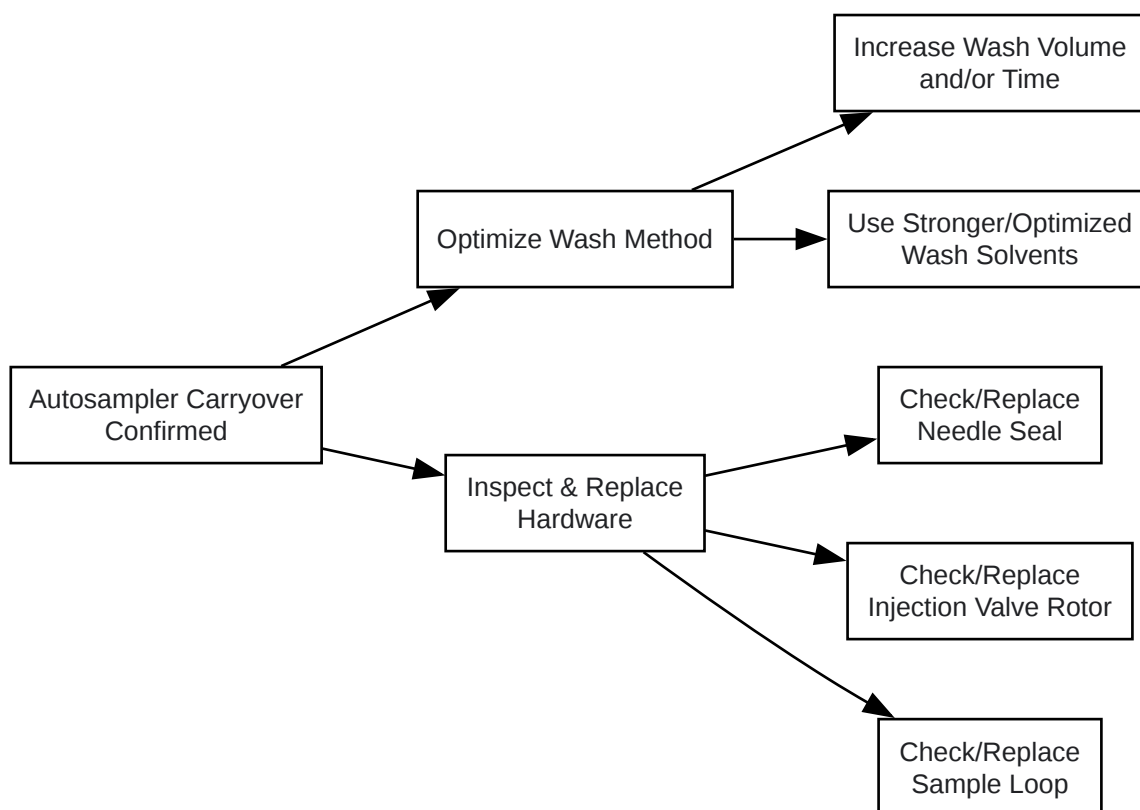 Increase Wash Volume
and/or Time
Optimize Wash Method
Use Stronger/Optimized
Wash Solvents
Autosampler Carryover
Confirmed
Check/Replace
Needle Seal
Inspect & Replace
Hardware
Check/Replace
Injection Valve Rotor
Check/Replace
Sample Loop